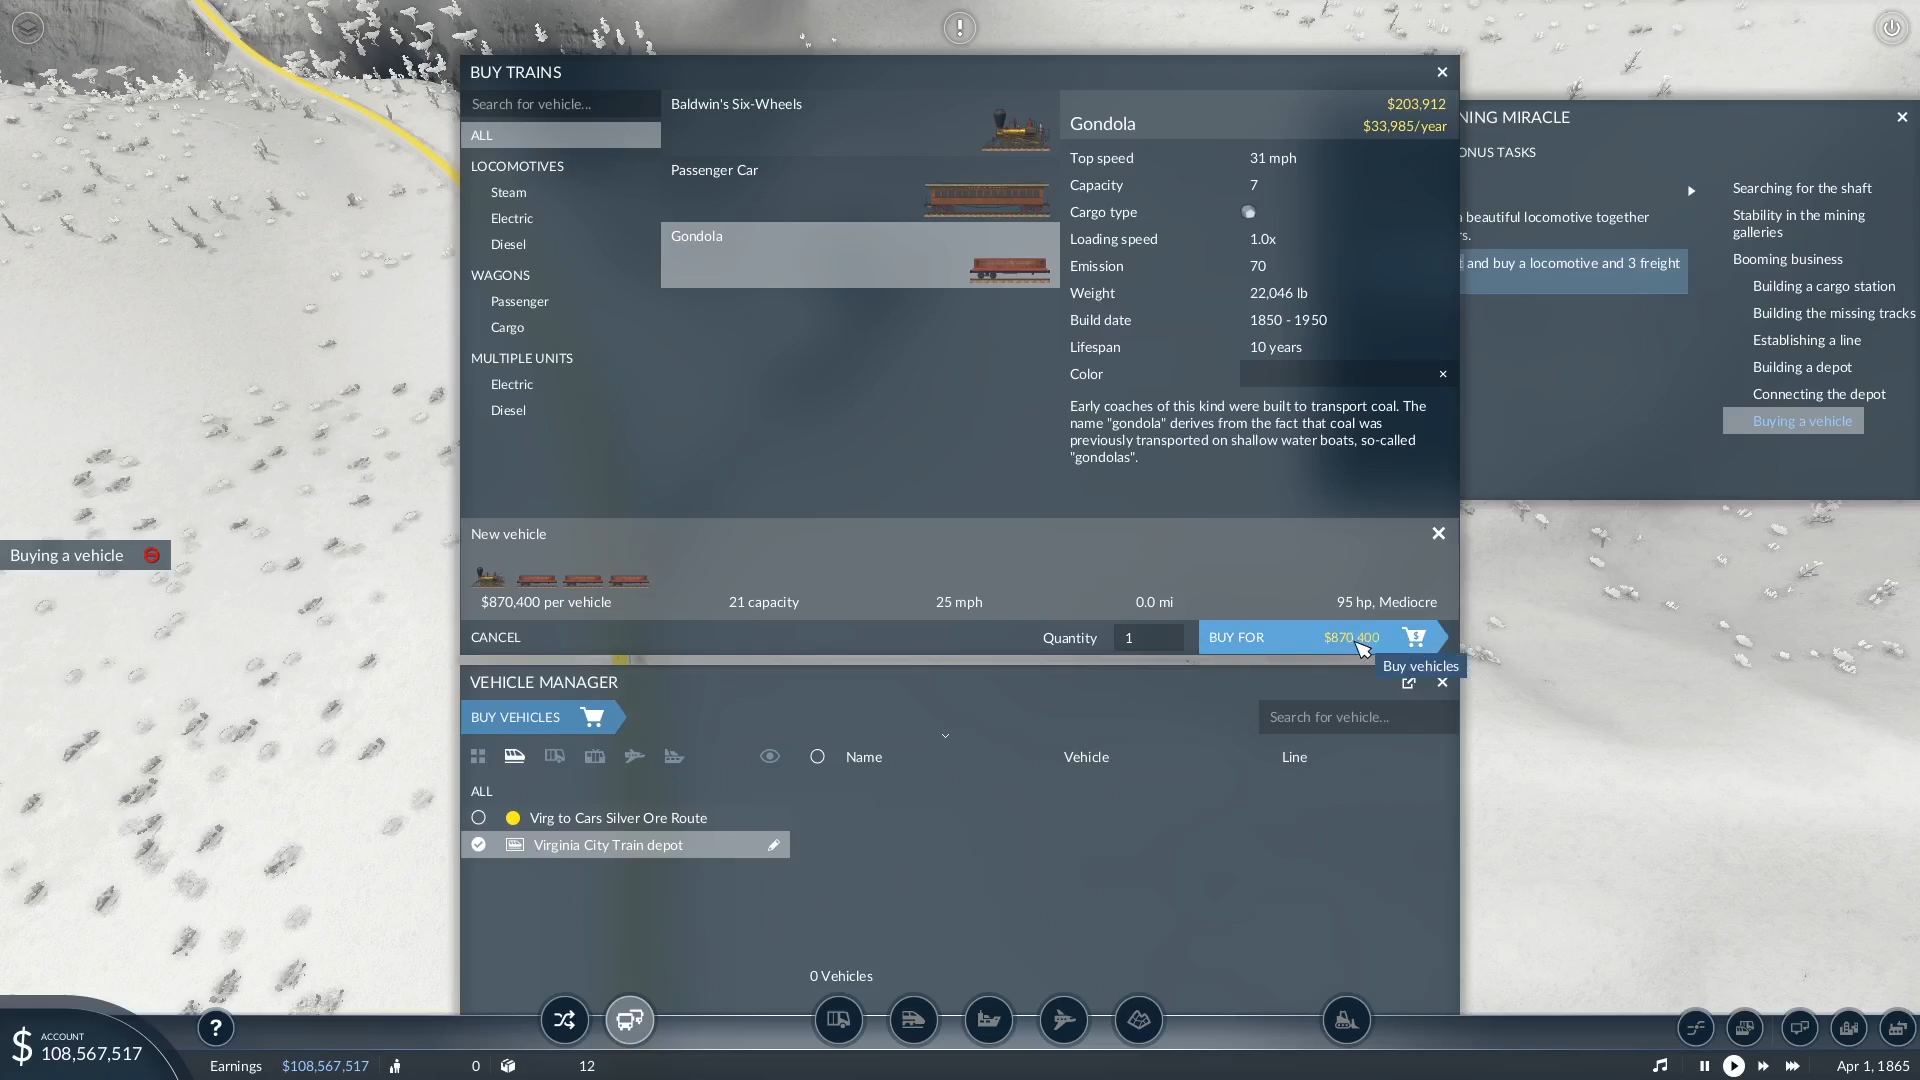 BUY TRAINS
Search for vehicle...
ALL
LOCOMOTIVES
Steam
Electric
Diesel
WAGONS
Passenger
Cargo
MULTIPLE UNITS
Electric
Diesel
Baldwin's Six-Wheels
Passenger Car
Gondola
$203,912
Gondola
$33,985/year
Top speed 31 mph
Capacity 7
Cargo type
Loading speed 1.0x
Emission 70
Weight 22,046 lb
Build date 1850 - 1950
Lifespan 10 years
Color
Early coaches of this kind were built to transport coal. The
name "gondola" derives from the fact that coal was
previously transported on shallow water boats, so-called
"gondolas".
NING MIRACLE
ONUS TASKS
a beautiful locomotive together
rs.
t and buy a locomotive and 3 freight
Searching for the shaft
Stability in the mining
galleries
Booming business
Building a cargo station
Building the missing tracks
Establishing a line
Building a depot
Connecting the depot
Buying a vehicle
Buying a vehicle
New vehicle
$870,400 per vehicle 21 capacity 25 mph 0.0 mi 95 hp, Mediocre
CANCEL Quantity 1 BUY FOR $870,400
Buy vehicles
VEHICLE MANAGER
BUY VEHICLES
Search for vehicle...
Name Vehicle Line
ALL
Virg to Cars Silver Ore Route
Virginia City Train depot
0 Vehicles
$ ACCOUNT
108,567,517
?
Earnings $108,567,517 0 12
Apr 1, 1865